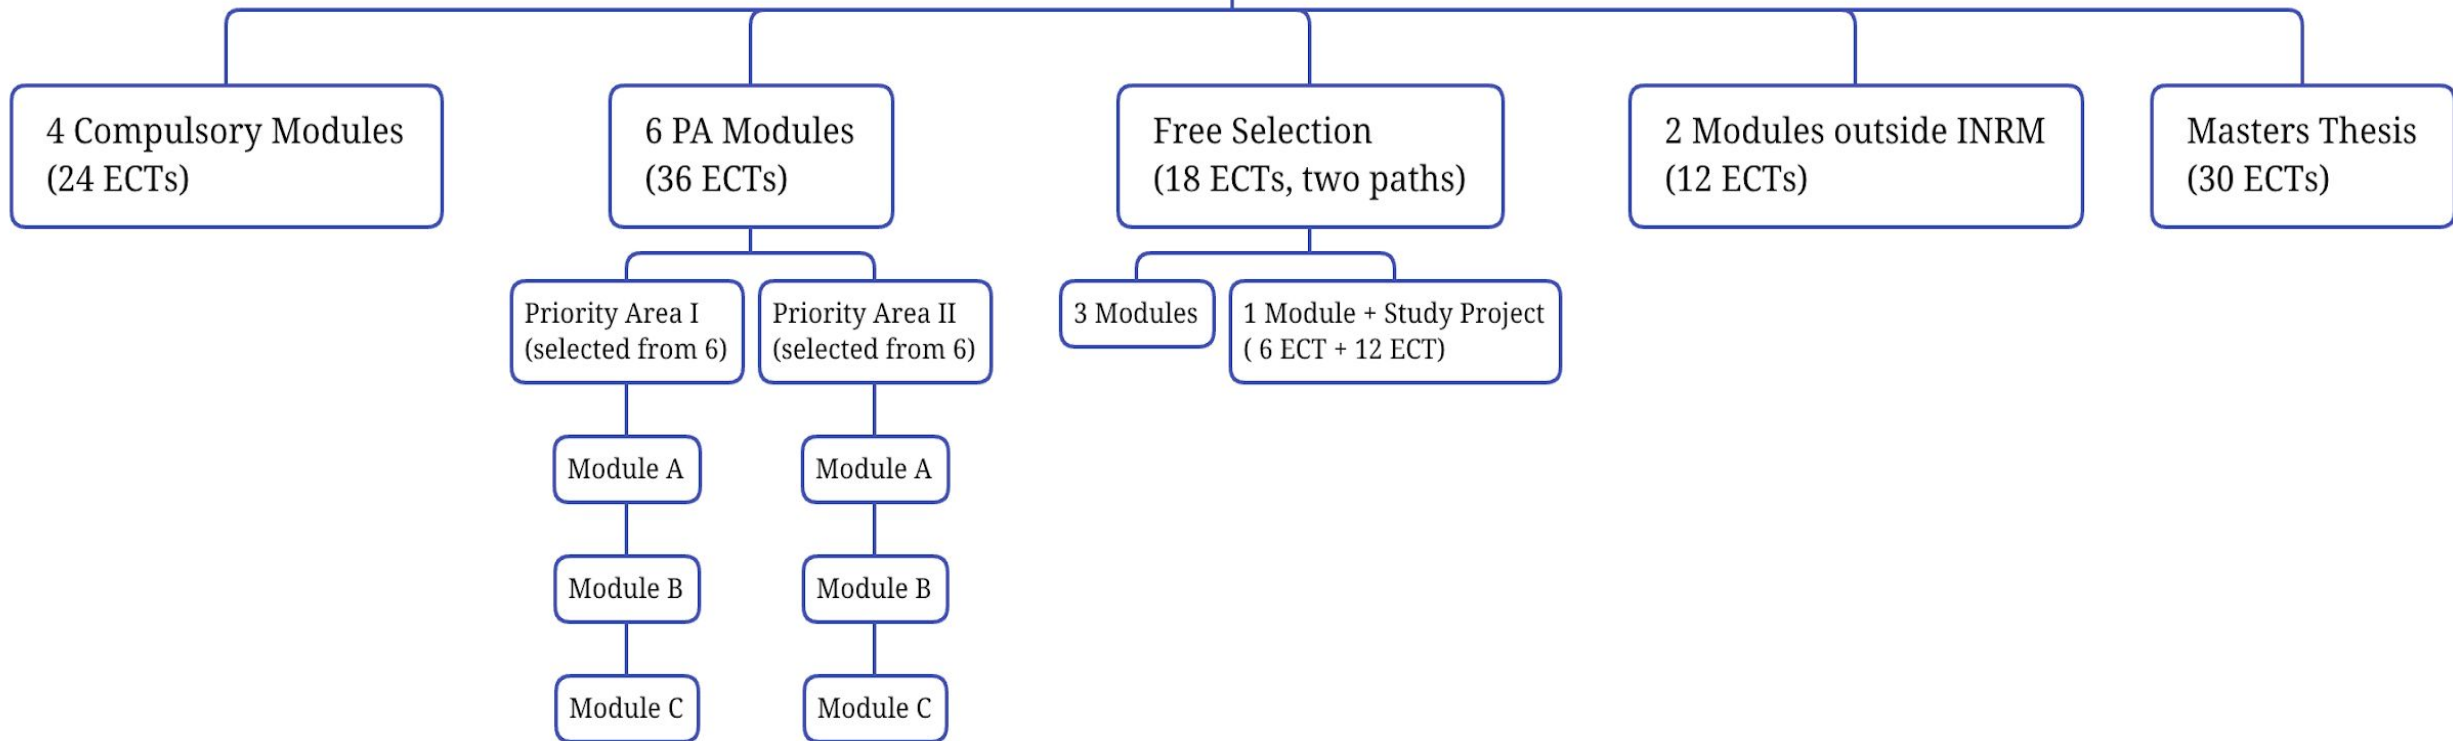 4 Compulsory Modules
(24 ECTs)
6 PA Modules
(36 ECTs)
Free Selection
(18 ECTs, two paths)
2 Modules outside INRM
(12 ECTs)
Masters Thesis
(30 ECTs)
Priority Area I
(selected from 6)
Priority Area II
(selected from 6)
3 Modules
1 Module + Study Project
( 6 ECT + 12 ECT)
Module A
Module A
Module B
Module B
Module C
Module C